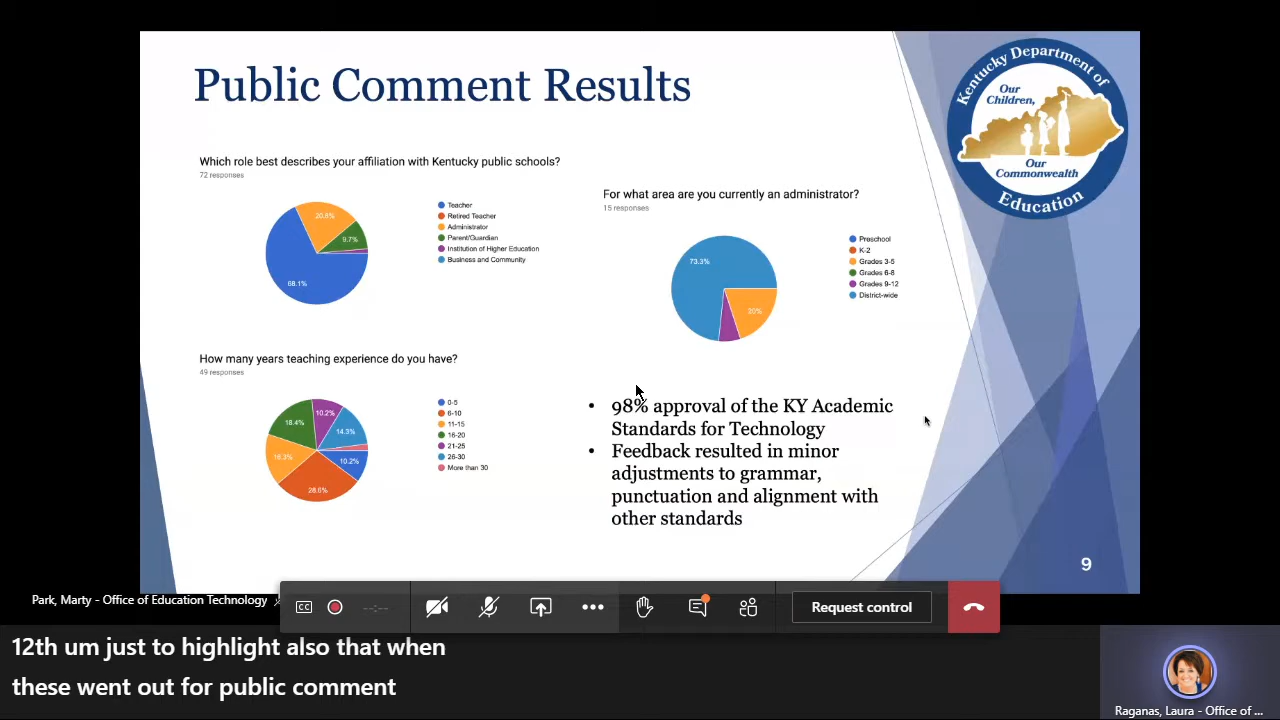 Public Comment Results
Kentucky Department of
Education
Our
Children,
Our
Commonwealth
Which role best describes your affiliation with Kentucky public schools?
72 responses
20.8%
9.7%
68.1%
Teacher
Retired Teacher
Administrator
Parent/Guardian
Institution of Higher Education
Business and Community
For what area are you currently an administrator?
15 responses
73.3%
20%
Preschool
K-2
Grades 3-5
Grades 6-8
Grades 9-12
District-wide
How many years teaching experience do you have?
49 responses
10.2%
18.4%
14.3%
16.3%
10.2%
28.6%
0-5
6-10
11-15
16-20
21-25
26-30
More than 30
• 98% approval of the KY Academic
Standards for Technology
• Feedback resulted in minor
adjustments to grammar,
punctuation and alignment with
other standards
9
Park, Marty - Office of Education Technology
CC
--:--
Request control
12th um just to highlight also that when
these went out for public comment
Raganas, Laura - Office of ...